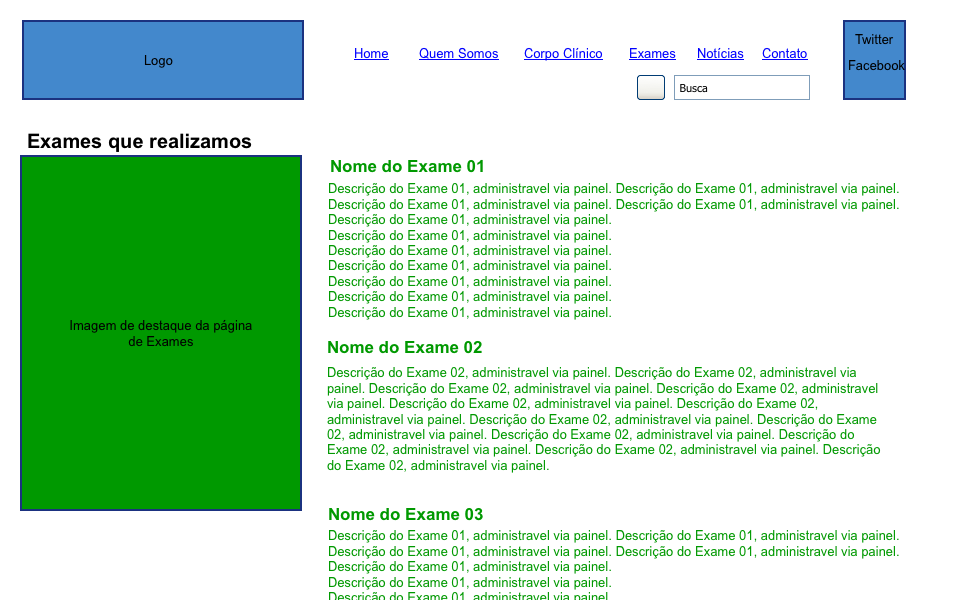 Logo
Home Quem Somos Corpo Clínico Exames Notícias Contato
Busca
Twitter
Facebook
Exames que realizamos
Imagem de destaque da página
de Exames
Nome do Exame 01
Descrição do Exame 01, administravel via painel. Descrição do Exame 01, administravel via painel.
Descrição do Exame 01, administravel via painel. Descrição do Exame 01, administravel via painel.
Descrição do Exame 01, administravel via painel.
Descrição do Exame 01, administravel via painel.
Descrição do Exame 01, administravel via painel.
Descrição do Exame 01, administravel via painel.
Descrição do Exame 01, administravel via painel.
Descrição do Exame 01, administravel via painel.
Descrição do Exame 01, administravel via painel.
Nome do Exame 02
Descrição do Exame 02, administravel via painel. Descrição do Exame 02, administravel via
painel. Descrição do Exame 02, administravel via painel. Descrição do Exame 02, administravel
via painel. Descrição do Exame 02, administravel via painel. Descrição do Exame 02,
administravel via painel. Descrição do Exame 02, administravel via painel. Descrição do Exame
02, administravel via painel. Descrição do Exame 02, administravel via painel. Descrição do
Exame 02, administravel via painel. Descrição do Exame 02, administravel via painel. Descrição
do Exame 02, administravel via painel.
Nome do Exame 03
Descrição do Exame 01, administravel via painel. Descrição do Exame 01, administravel via painel.
Descrição do Exame 01, administravel via painel. Descrição do Exame 01, administravel via painel.
Descrição do Exame 01, administravel via painel.
Descrição do Exame 01, administravel via painel.
Descrição do Exame 01, administravel via painel.